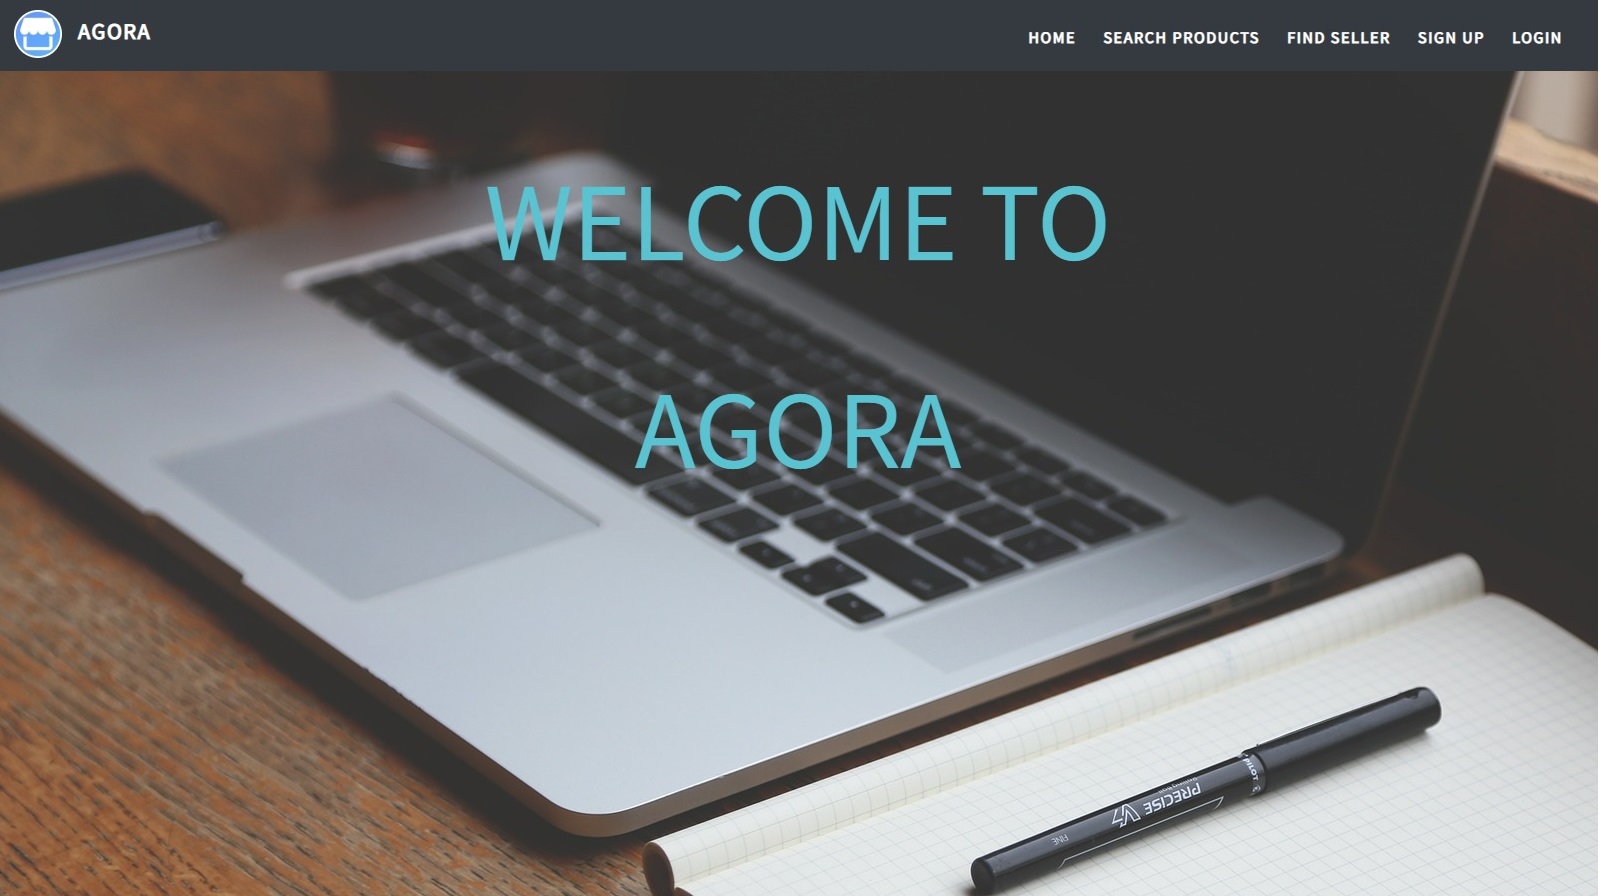 AGORA
HOME SEARCH PRODUCTS FIND SELLER SIGN UP LOGIN
WELCOME TO
AGORA
PILOT
PRECISE V7
FINE